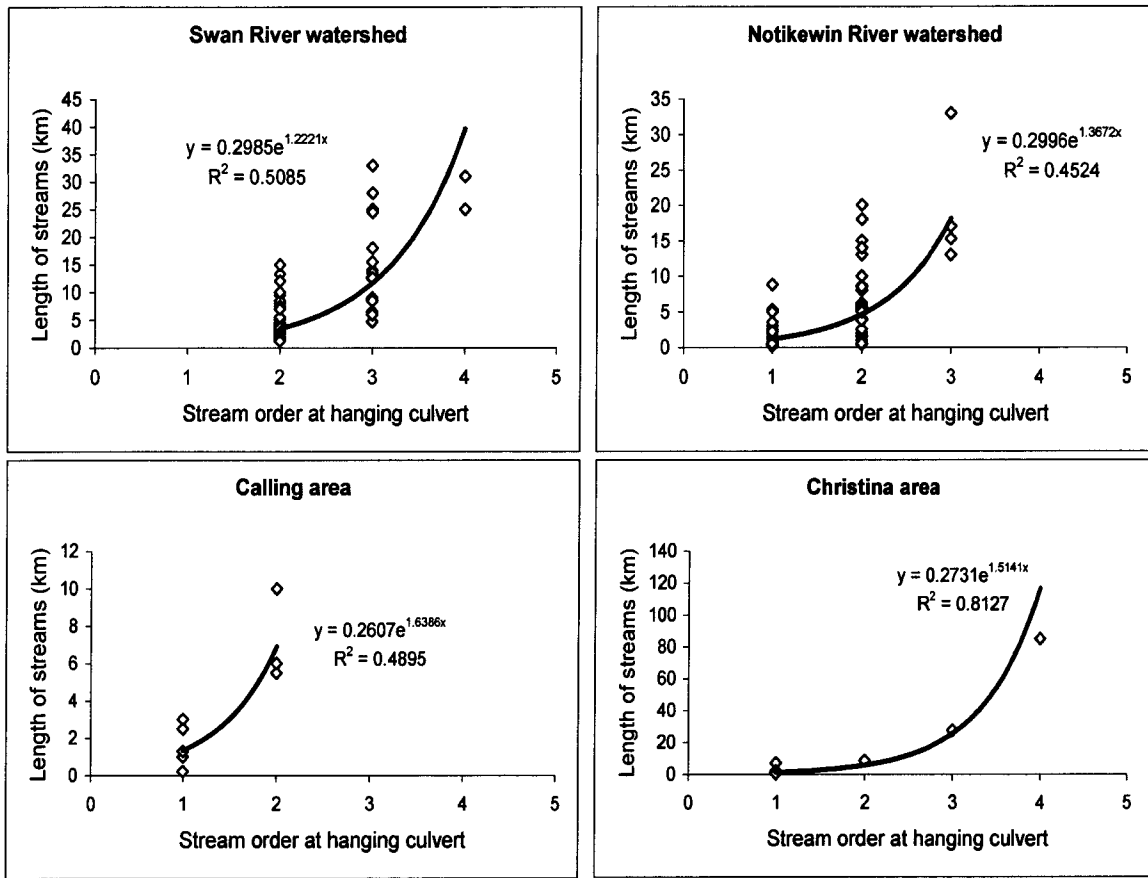 Swan River watershed
45
40
35
30
25
20
15
10
5
0
Length of streams (km)
y = 0.2985e^1.2221x
R² = 0.5085
0 1 2 3 4 5
Stream order at hanging culvert
Notikewin River watershed
35
30
25
20
15
10
5
0
Length of streams (km)
y = 0.2996e^1.3672x
R² = 0.4524
0 1 2 3 4 5
Stream order at hanging culvert
Calling area
12
10
8
6
4
2
0
Length of streams (km)
y = 0.2607e^1.6386x
R² = 0.4895
0 1 2 3 4 5
Stream order at hanging culvert
Christina area
140
120
100
80
60
40
20
0
Length of streams (km)
y = 0.2731e^1.5141x
R² = 0.8127
0 1 2 3 4 5
Stream order at hanging culvert